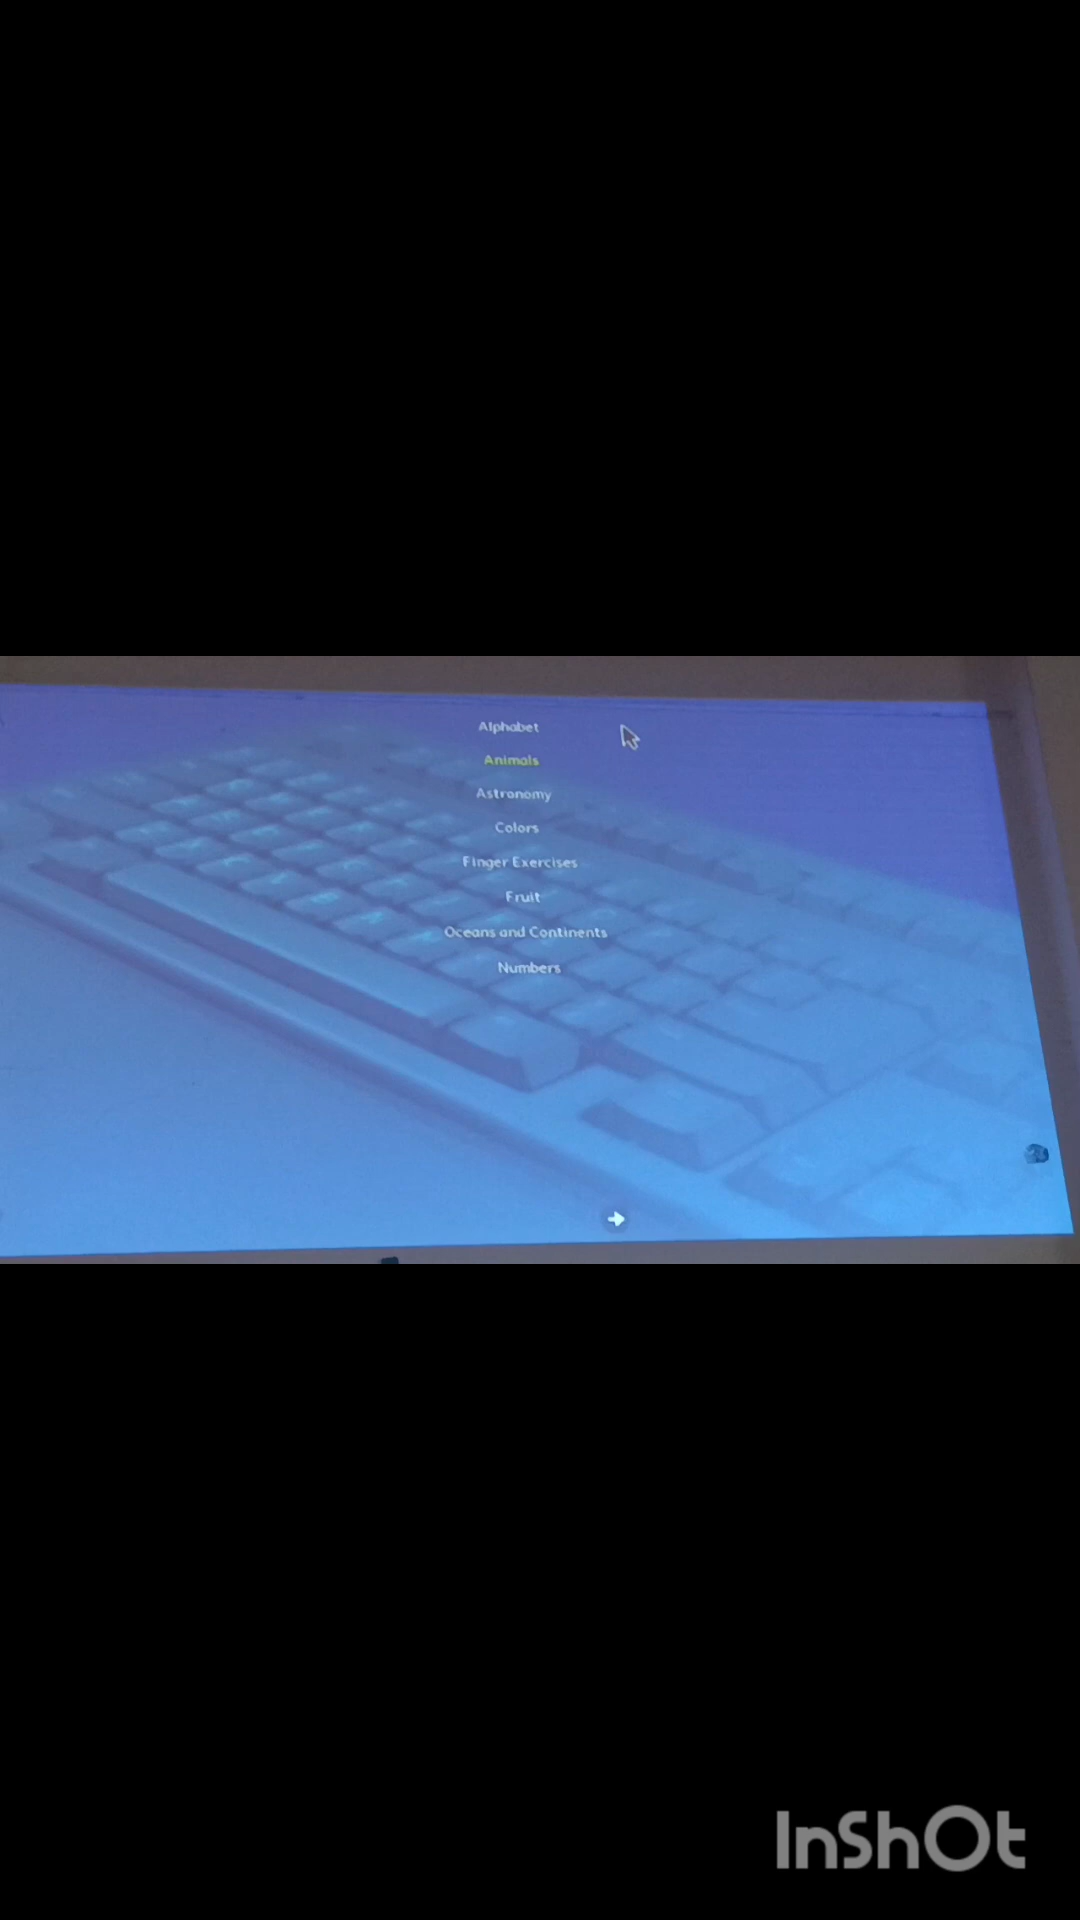 Alphabet
Animals
Astronomy
Colors
Finger Exercises
Fruit
Oceans and Continents
Numbers
InShOt